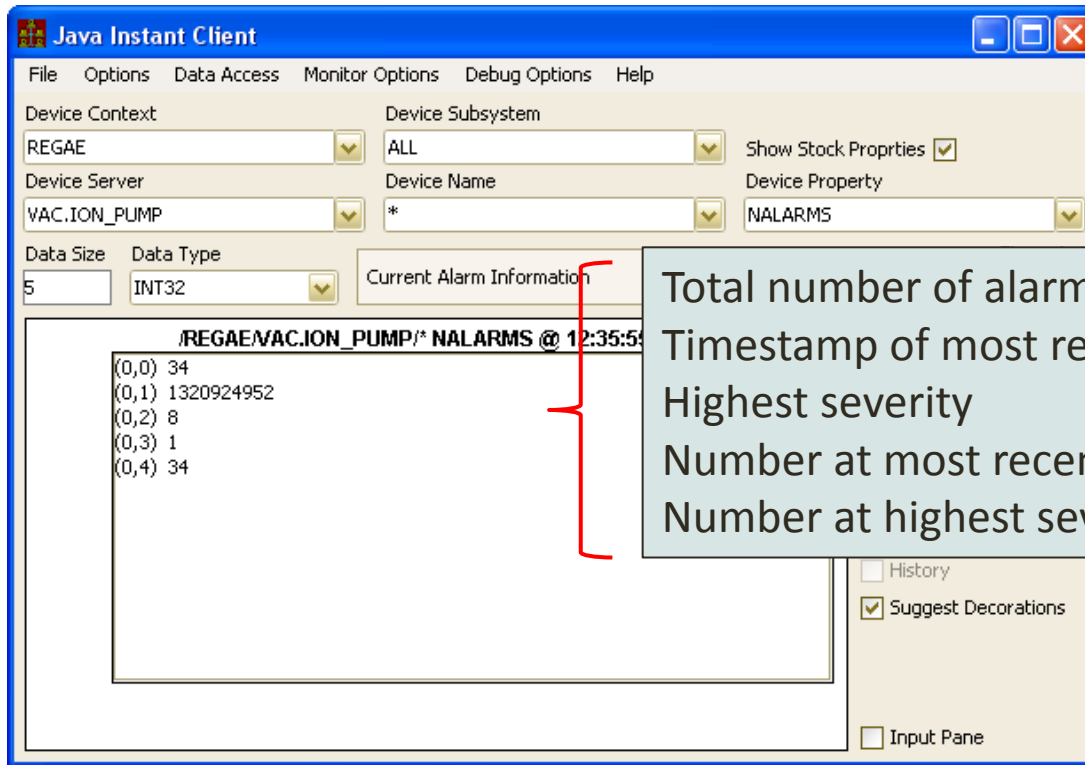 Java Instant Client
File Options Data Access Monitor Options Debug Options Help
Device Context Device Subsystem
REGAE ALL Show Stock Proprties
Device Server Device Name Device Property
VAC.ION_PUMP * NALARMS
Data Size Data Type
5 INT32 Current Alarm Information
/REGAE/VAC.ION_PUMP/* NALARMS @ 12:35:5
(0,0) 34
(0,1) 1320924952
(0,2) 8
(0,3) 1
(0,4) 34
Total number of alarm
Timestamp of most re
Highest severity
Number at most recen
Number at highest sev
History
Suggest Decorations
Input Pane